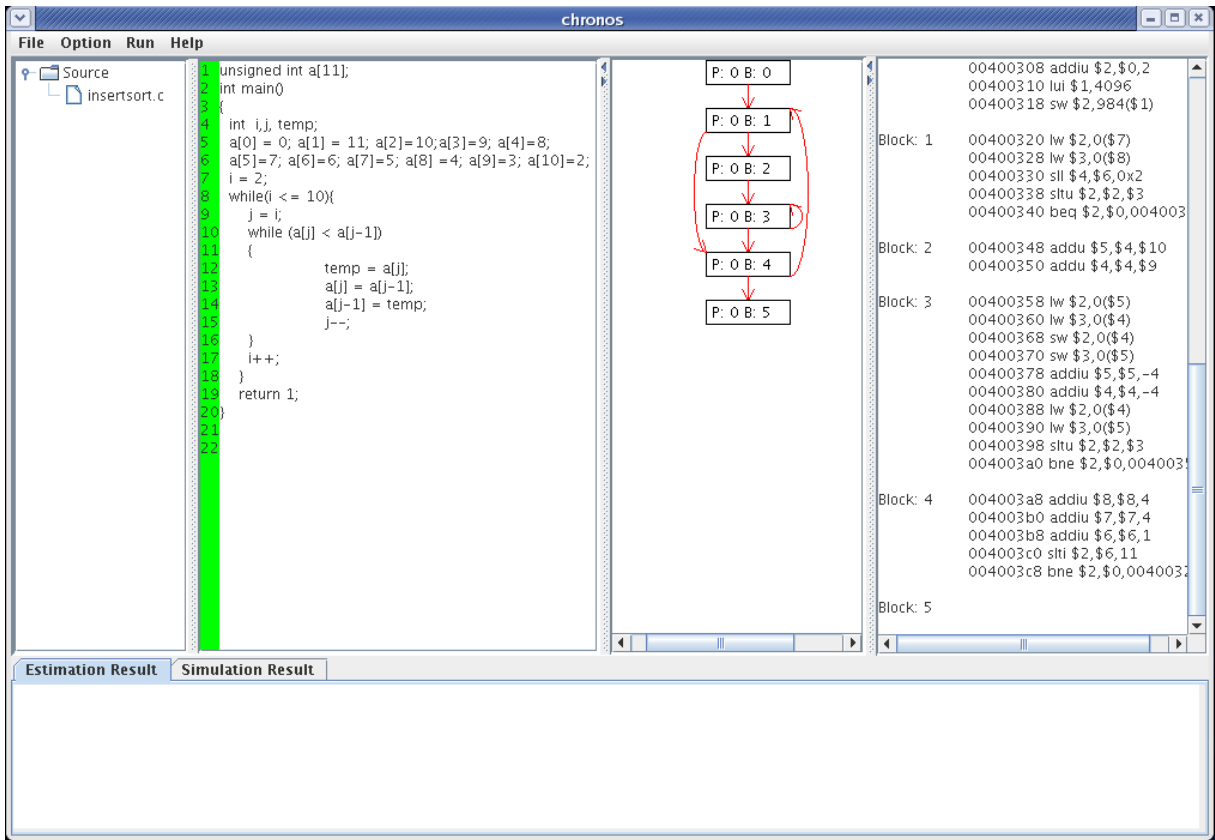 chronos
File Option Run Help
Source
insertsort.c
1 unsigned int a[11];
2 int main()
3 {
4 int i,j, temp;
5 a[0] = 0; a[1] = 11; a[2]=10;a[3]=9; a[4]=8;
6 a[5]=7; a[6]=6; a[7]=5; a[8] =4; a[9]=3; a[10]=2;
7 i = 2;
8 while(i <= 10){
9 j = i;
10 while (a[j] < a[j-1])
11 {
12 temp = a[j];
13 a[j] = a[j-1];
14 a[j-1] = temp;
15 j--;
16 }
17 i++;
18 }
19 return 1;
20 }
21
22
P: 0 B: 0
P: 0 B: 1
P: 0 B: 2
P: 0 B: 3
P: 0 B: 4
P: 0 B: 5
00400308 addiu $2,$0,2
00400310 lui $1,4096
00400318 sw $2,984($1)
Block: 1 00400320 lw $2,0($7)
00400328 lw $3,0($8)
00400330 sll $4,$6,0x2
00400338 sltu $2,$2,$3
00400340 beq $2,$0,004003
Block: 2 00400348 addu $5,$4,$10
00400350 addu $4,$4,$9
Block: 3 00400358 lw $2,0($5)
00400360 lw $3,0($4)
00400368 sw $2,0($4)
00400370 sw $3,0($5)
00400378 addiu $5,$5,-4
00400380 addiu $4,$4,-4
00400388 lw $2,0($4)
00400390 lw $3,0($5)
00400398 sltu $2,$2,$3
004003a0 bne $2,$0,004003
Block: 4 004003a8 addiu $8,$8,4
004003b0 addiu $7,$7,4
004003b8 addiu $6,$6,1
004003c0 slti $2,$6,11
004003c8 bne $2,$0,004003
Block: 5
Estimation Result Simulation Result